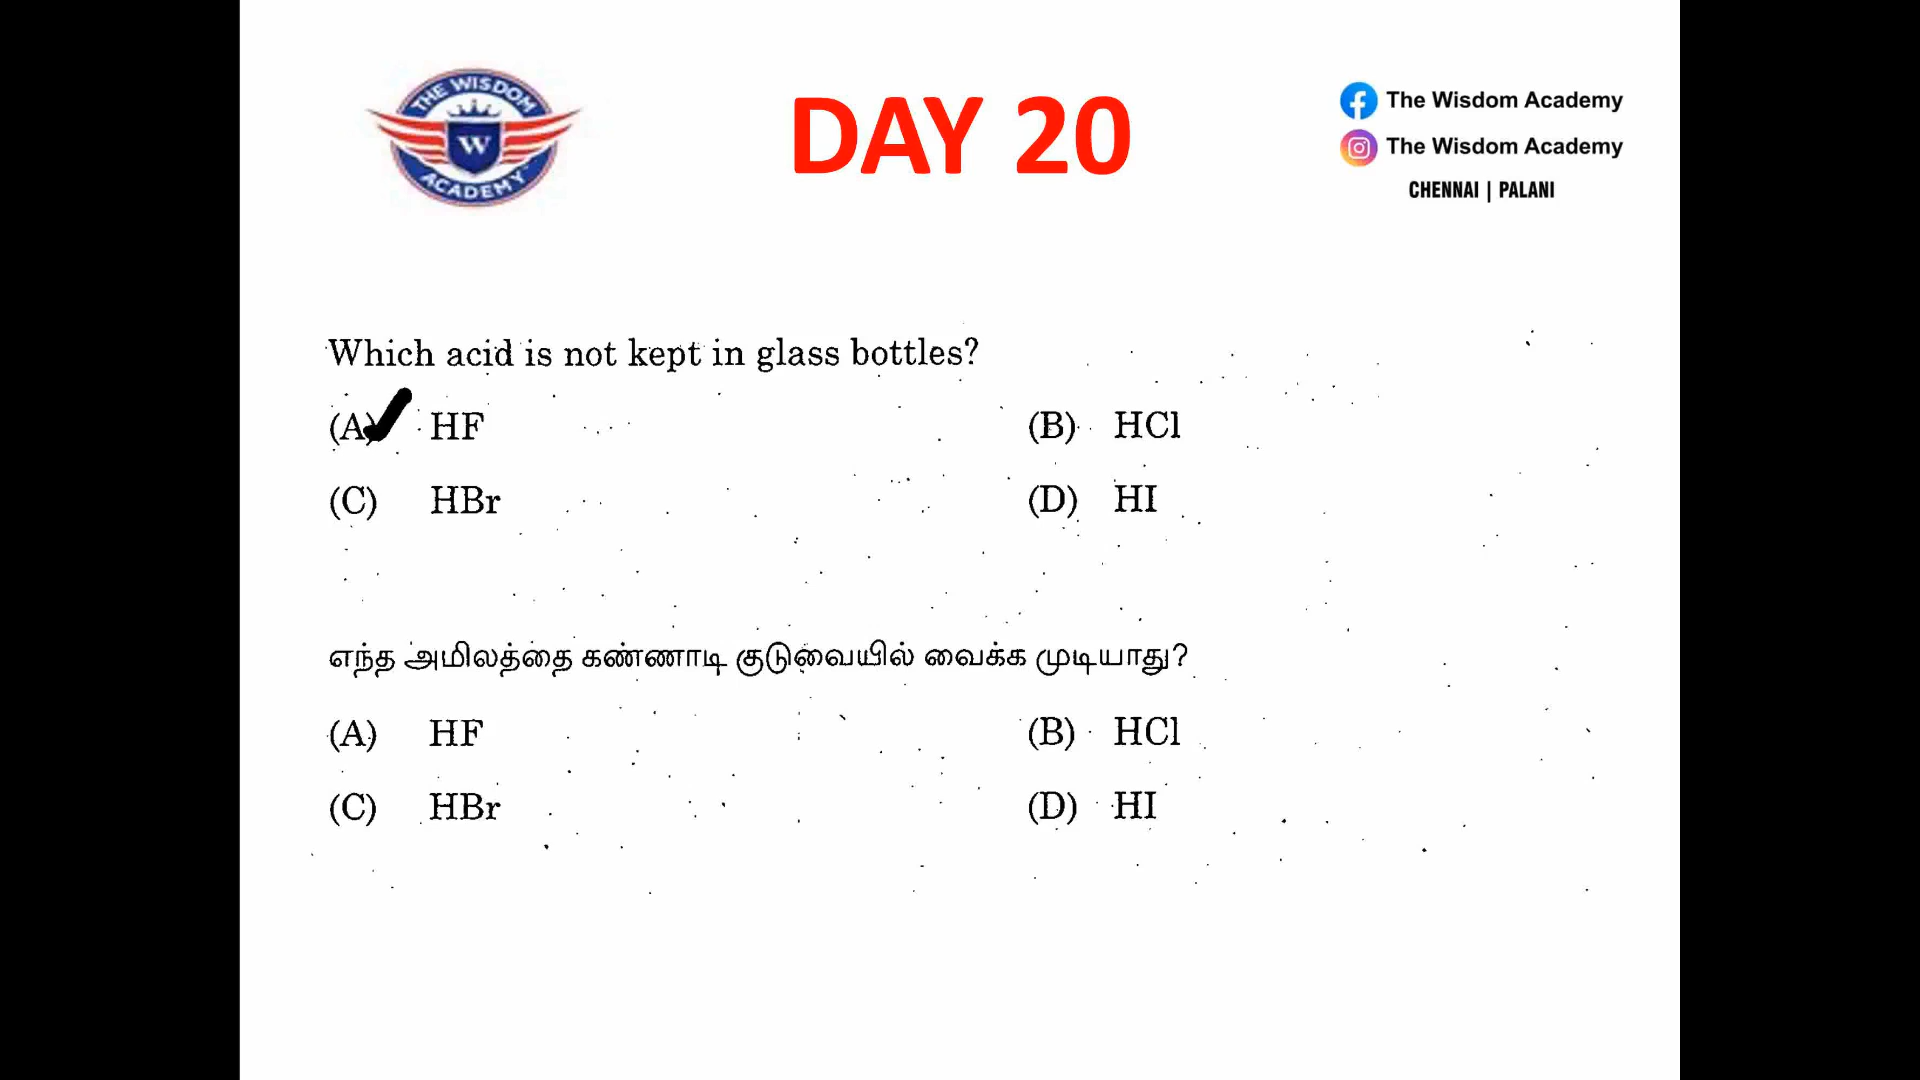 THE WISDOM
W
ACADEMY
DAY 20
The Wisdom Academy
The Wisdom Academy
CHENNAI | PALANI
Which acid is not kept in glass bottles?
(A) HF (B) HCl
(C) HBr (D) HI
எந்த அமிலத்தை கண்ணாடி குடுவையில் வைக்க முடியாது?
(A) HF (B) HCl
(C) HBr (D) HI